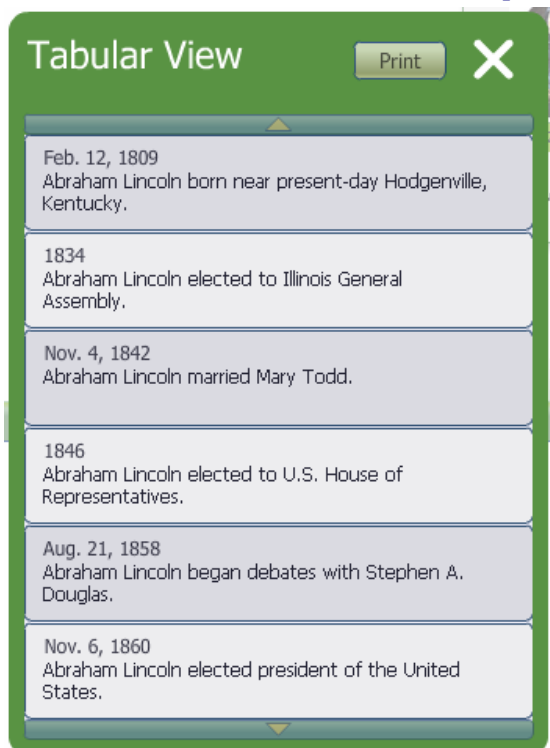 Tabular View
Print
Feb. 12, 1809
Abraham Lincoln born near present-day Hodgenville,
Kentucky.
1834
Abraham Lincoln elected to Illinois General
Assembly.
Nov. 4, 1842
Abraham Lincoln married Mary Todd.
1846
Abraham Lincoln elected to U.S. House of
Representatives.
Aug. 21, 1858
Abraham Lincoln began debates with Stephen A.
Douglas.
Nov. 6, 1860
Abraham Lincoln elected president of the United
States.